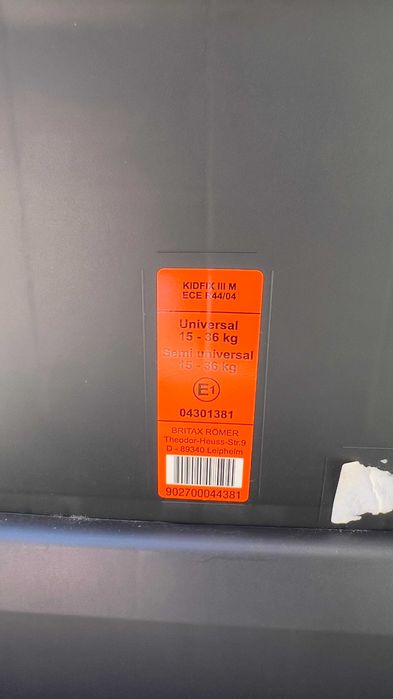 KIDFIX III M
ECE R44/04
Universal
15 - 36 kg
Semi universal
15 - 36 kg
E1
04301381
BRITAX RÖMER
Theodor-Heuss-Str.9
D - 89340 Leipheim
902700044381